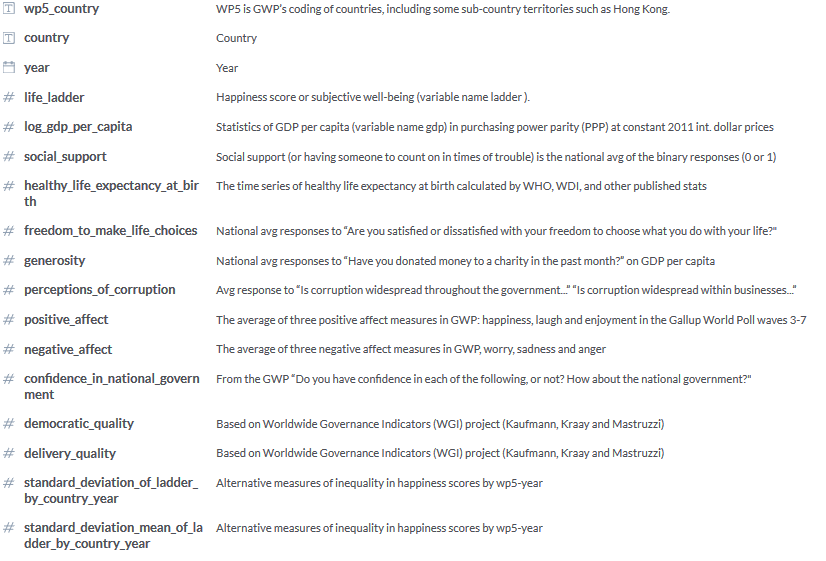 wp5_country WP5 is GWP's coding of countries, including some sub-country territories such as Hong Kong.
country Country
year Year
# life_ladder Happiness score or subjective well-being (variable name ladder ).
# log_gdp_per_capita Statistics of GDP per capita (variable name gdp) in purchasing power parity (PPP) at constant 2011 int. dollar prices
# social_support Social support (or having someone to count on in times of trouble) is the national avg of the binary responses (0 or 1)
# healthy_life_expectancy_at_bir The time series of healthy life expectancy at birth calculated by WHO, WDI, and other published stats
th
# freedom_to_make_life_choices National avg responses to “Are you satisfied or dissatisfied with your freedom to choose what you do with your life?"
# generosity National avg responses to “Have you donated money to a charity in the past month?” on GDP per capita
# perceptions_of_corruption Avg response to “Is corruption widespread throughout the government...” “Is corruption widespread within businesses...”
# positive_affect The average of three positive affect measures in GWP: happiness, laugh and enjoyment in the Gallup World Poll waves 3-7
# negative_affect The average of three negative affect measures in GWP, worry, sadness and anger
# confidence_in_national_govern From the GWP “Do you have confidence in each of the following, or not? How about the national government?"
ment
# democratic_quality Based on Worldwide Governance Indicators (WGI) project (Kaufmann, Kraay and Mastruzzi)
# delivery_quality Based on Worldwide Governance Indicators (WGI) project (Kaufmann, Kraay and Mastruzzi)
# standard_deviation_of_ladder_ Alternative measures of inequality in happiness scores by wp5-year
by_country_year
# standard_deviation_mean_of_la Alternative measures of inequality in happiness scores by wp5-year
dder_by_country_year